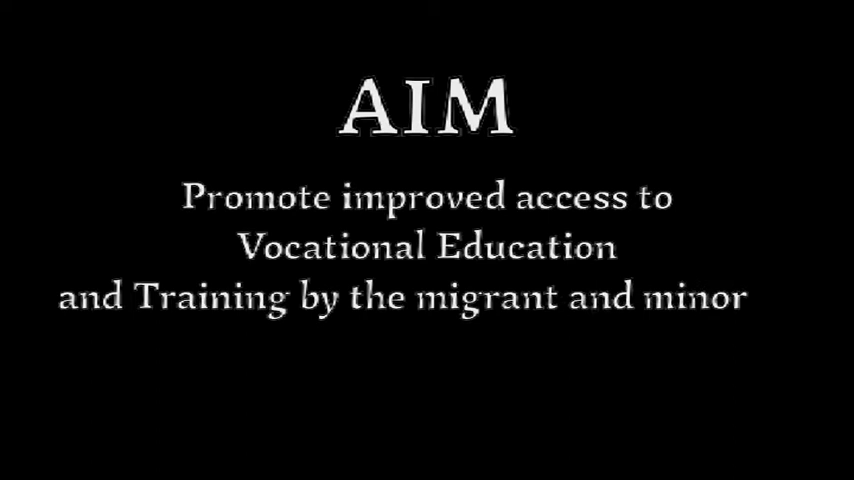 AIM
Promote improved access to
Vocational Education
and Training by the migrant and minor